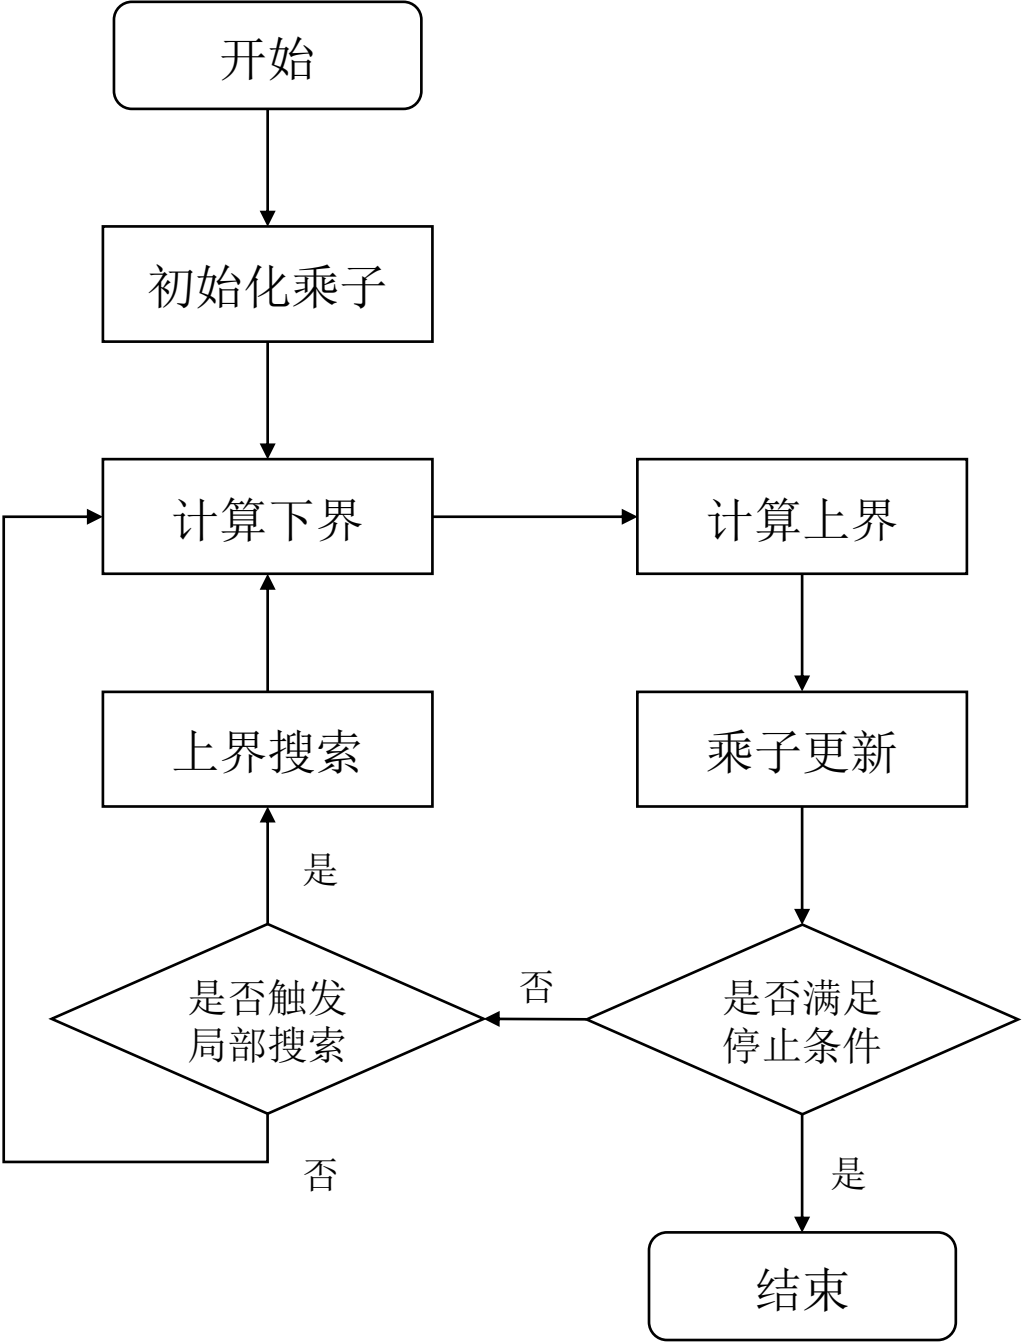 开始
初始化乘子
计算下界
计算上界
上界搜索
乘子更新
是
是否触发
局部搜索
否
是否满足
停止条件
否
是
结束